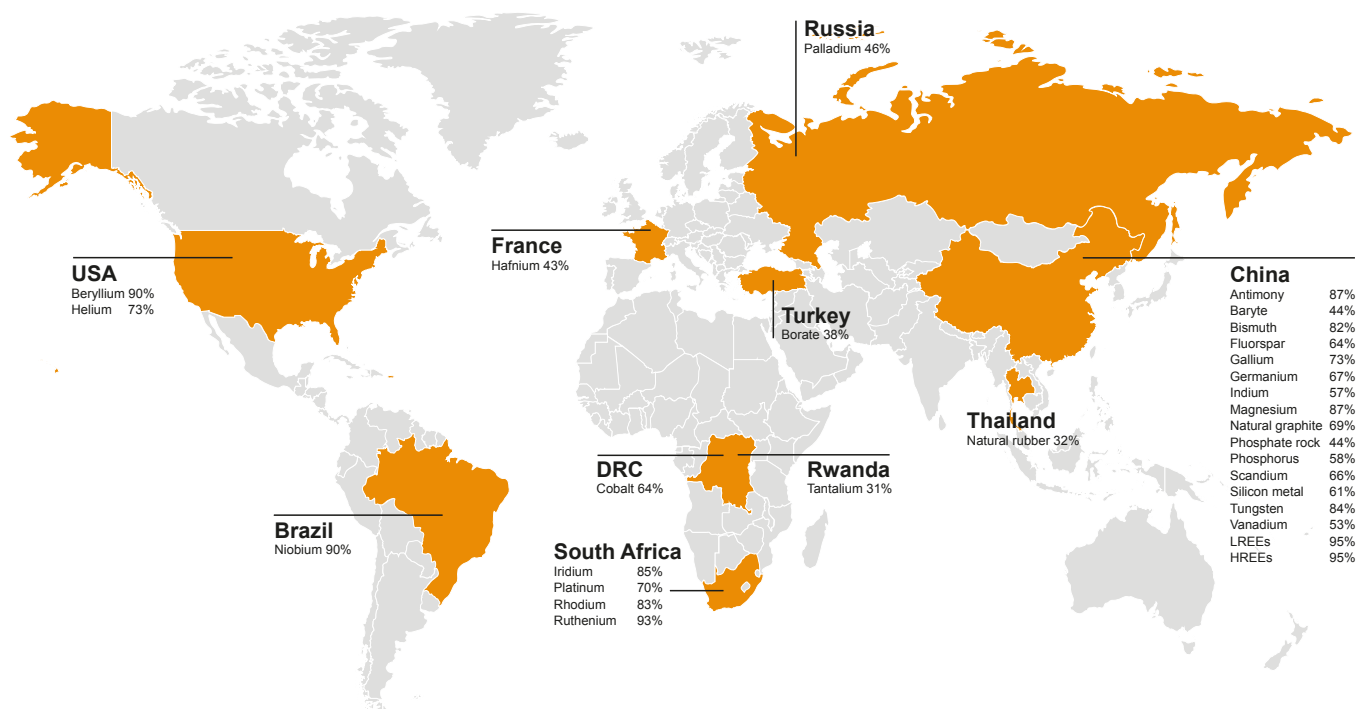 Russia
Palladium 46%
France
Hafnium 43%
USA
Beryllium 90%
Helium 73%
China
Antimony 87%
Baryte 44%
Bismuth 82%
Fluorspar 64%
Gallium 73%
Germanium 67%
Indium 57%
Magnesium 87%
Natural graphite 69%
Phosphate rock 44%
Phosphorus 58%
Scandium 66%
Silicon metal 61%
Tungsten 84%
Vanadium 53%
LREEs 95%
HREEs 95%
Turkey
Borate 38%
Thailand
Natural rubber 32%
DRC
Cobalt 64%
Rwanda
Tantalium 31%
Brazil
Niobium 90%
South Africa
Iridium 85%
Platinum 70%
Rhodium 83%
Ruthenium 93%